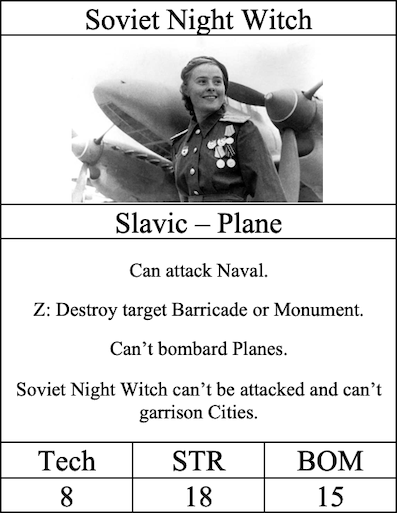 Soviet Night Witch
Slavic – Plane
Can attack Naval.
Z: Destroy target Barricade or Monument.
Can’t bombard Planes.
Soviet Night Witch can’t be attacked and can’t
garrison Cities.
Tech STR BOM
8 18 15